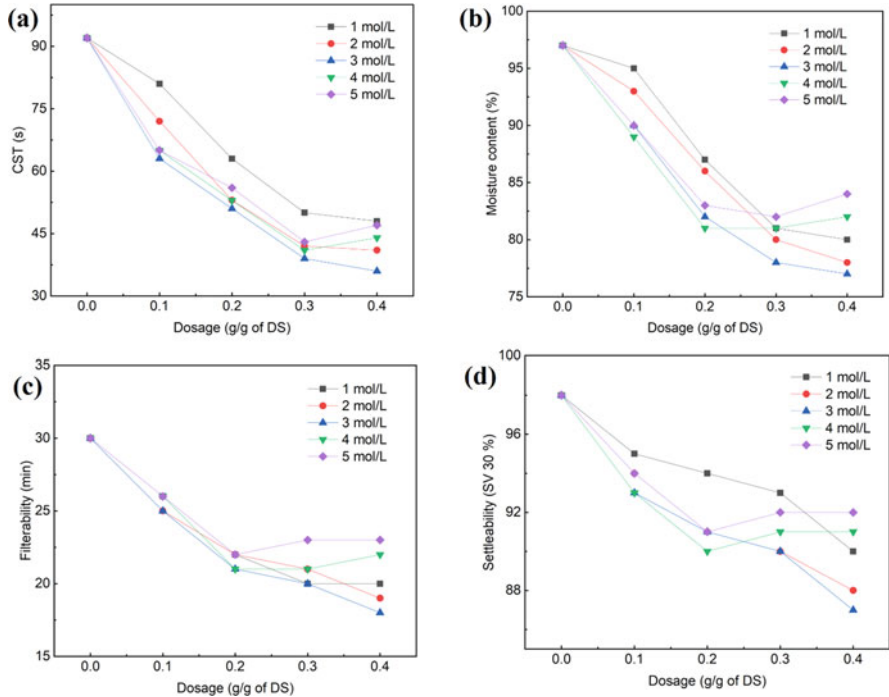 (a)
1 mol/L
2 mol/L
3 mol/L
4 mol/L
5 mol/L
90
75
60
45
30
CST (s)
0.0 0.1 0.2 0.3 0.4
Dosage (g/g of DS)
(b)
1 mol/L
2 mol/L
3 mol/L
4 mol/L
5 mol/L
100
95
90
85
80
75
Moisture content (%)
0.0 0.1 0.2 0.3 0.4
Dosage (g/g of DS)
(c)
1 mol/L
2 mol/L
3 mol/L
4 mol/L
5 mol/L
35
30
25
20
15
Filterability (min)
0.0 0.1 0.2 0.3 0.4
Dosage (g/g of DS)
(d)
1 mol/L
2 mol/L
3 mol/L
4 mol/L
5 mol/L
100
96
92
88
Settleability (SV 30 %)
0.0 0.1 0.2 0.3 0.4
Dosage (g/g of DS)